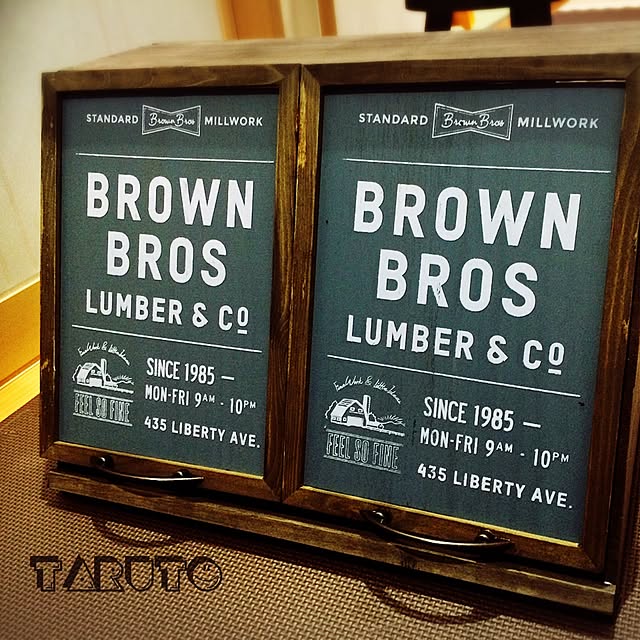 STANDARD Brown Bros MILLWORK
BROWN
BROS
LUMBER & CO
SINCE 1985 —
MON-FRI 9AM - 10PM
435 LIBERTY AVE.
FEEL SO FINE
STANDARD Brown Bros MILLWORK
BROWN
BROS
LUMBER & CO
SINCE 1985 —
MON-FRI 9AM - 10PM
435 LIBERTY AVE.
FEEL SO FINE
TARUTO